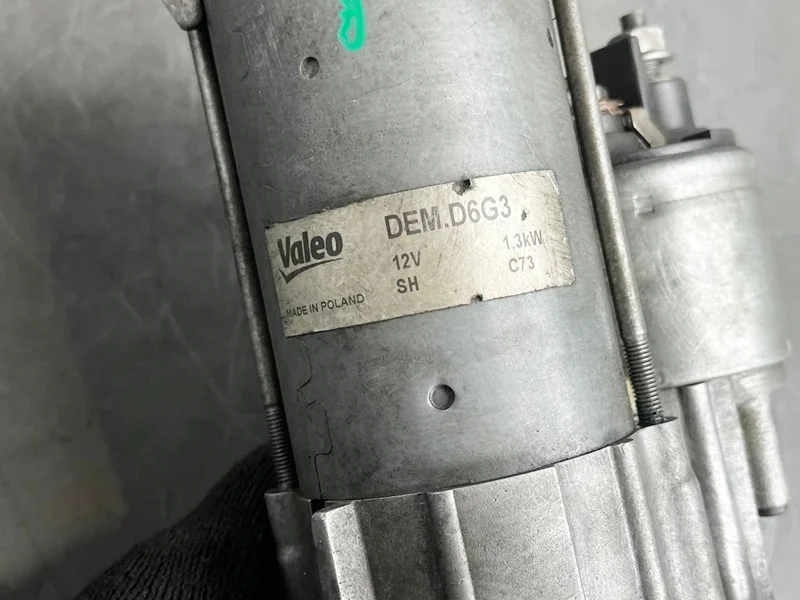 R
Valeo
DEM.D6G3
12V 1.3kW
SH C73
MADE IN POLAND